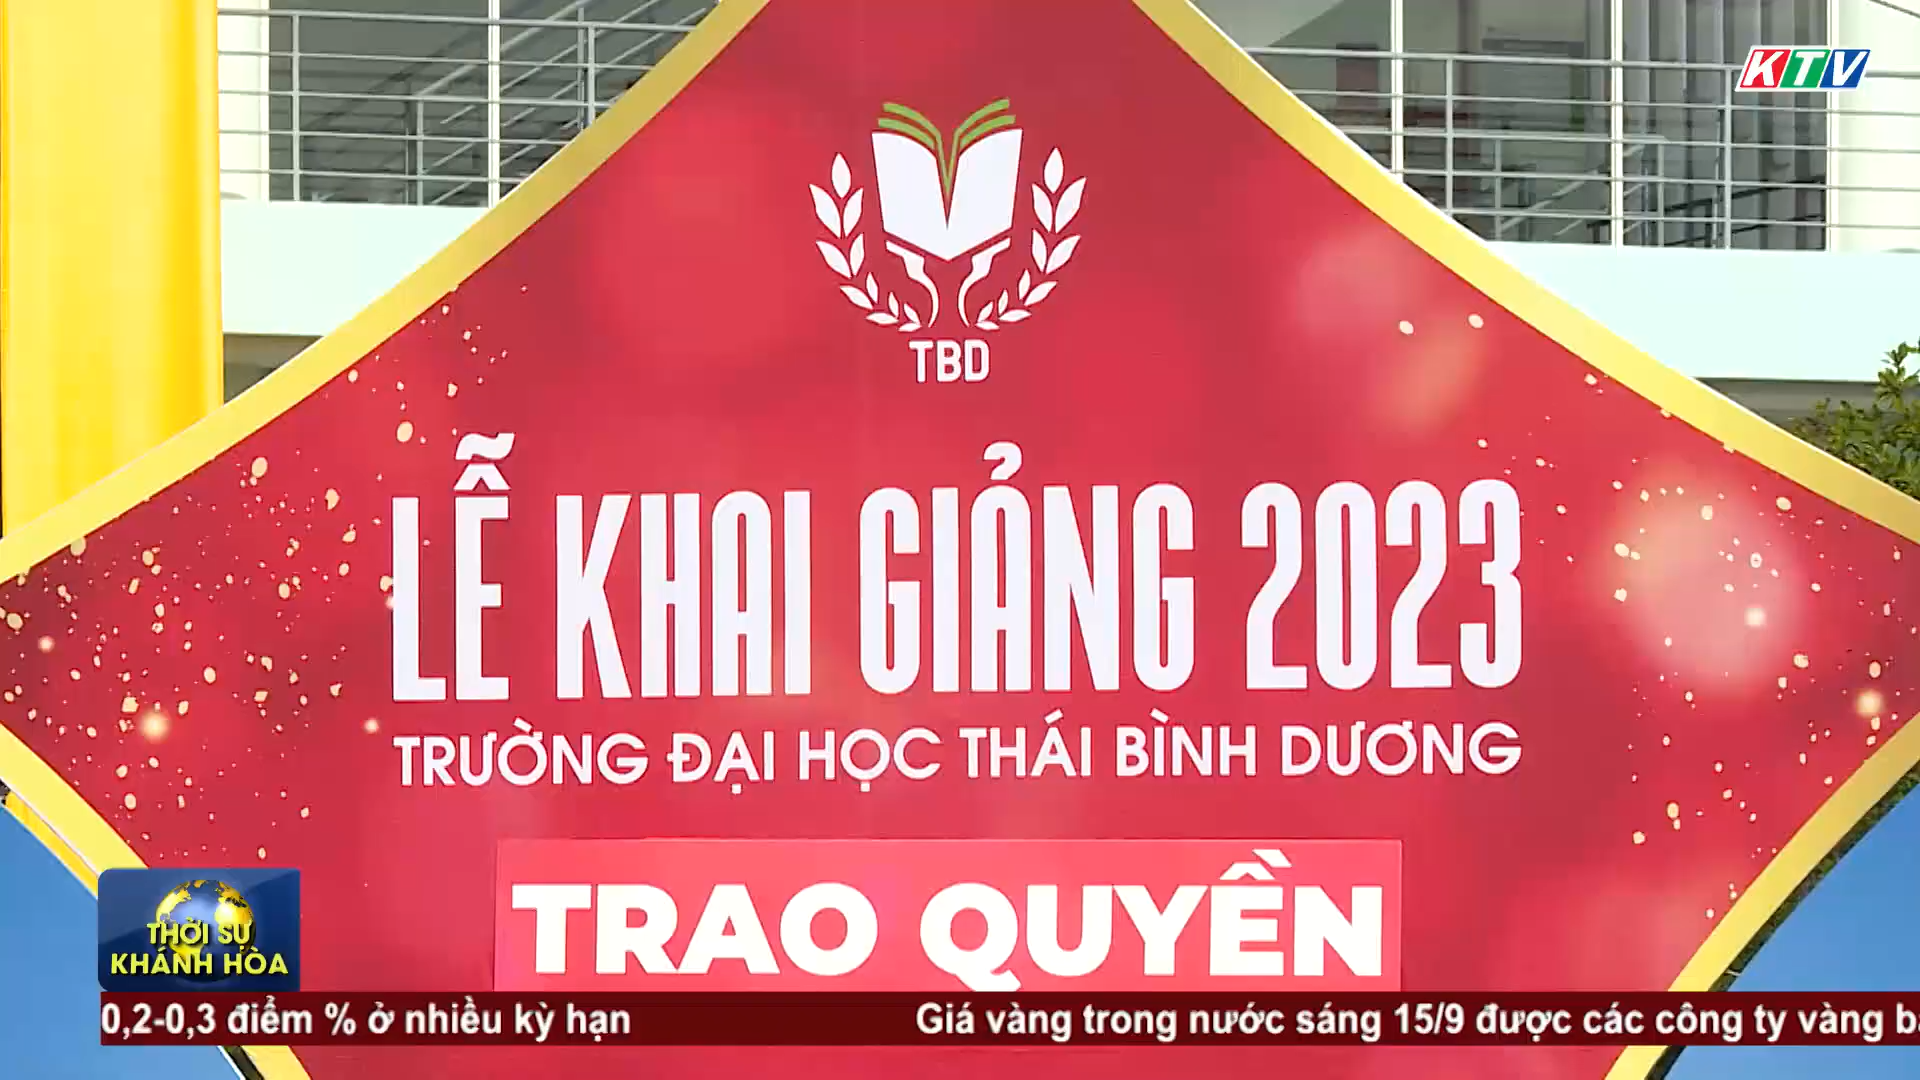 KTV
TBD
LỄ KHAI GIẢNG 2023
TRƯỜNG ĐẠI HỌC THÁI BÌNH DƯƠNG
TRAO QUYỀN
THỜI SỰ
KHÁNH HÒA
0,2-0,3 điểm % ở nhiều kỳ hạn Giá vàng trong nước sáng 15/9 được các công ty vàng